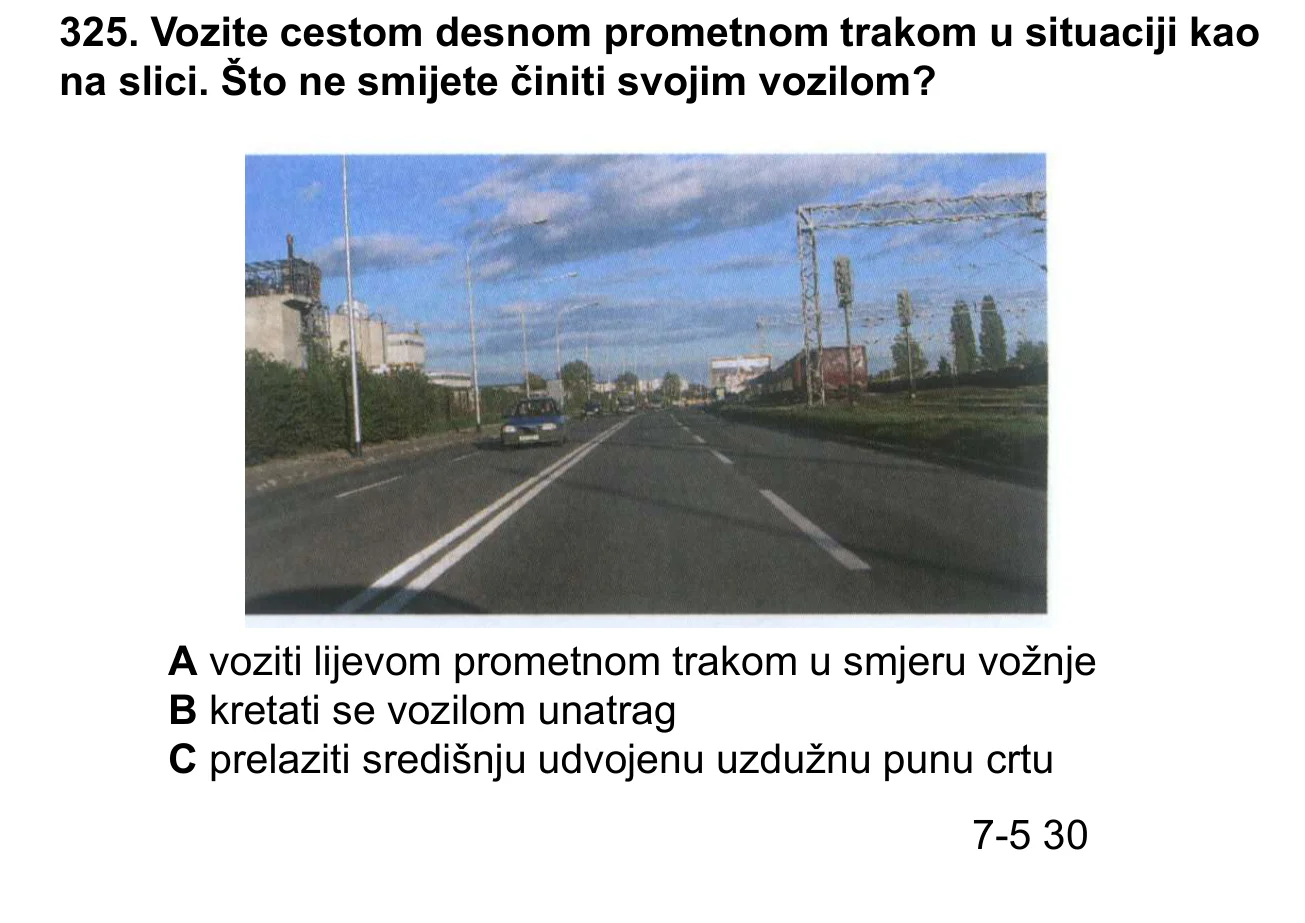 325. Vozite cestom desnom prometnom trakom u situaciji kao
na slici. Što ne smijete činiti svojim vozilom?
A voziti lijevom prometnom trakom u smjeru vožnje
B kretati se vozilom unatrag
C prelaziti središnju udvojenu uzdužnu punu crtu
7-5 30